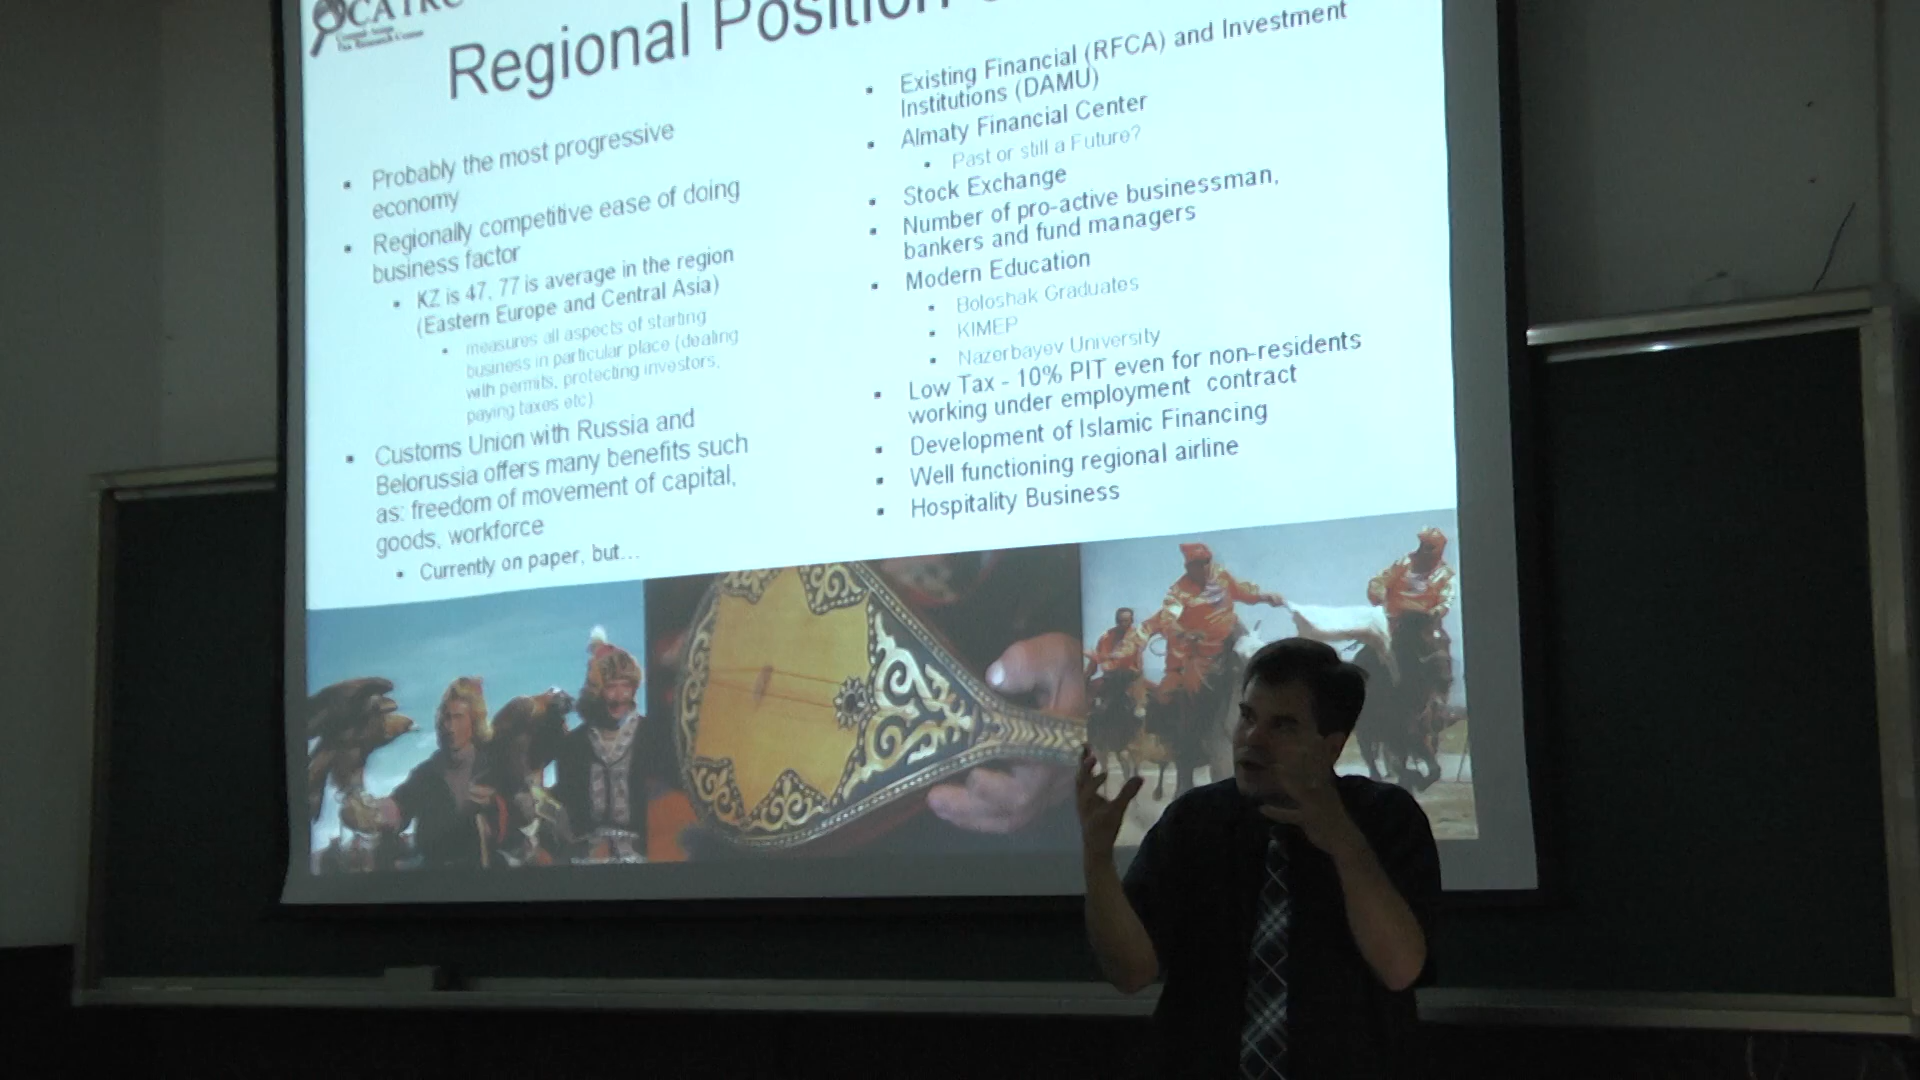 CATRC
Central Asian
Tax Research Center
Regional Position
Probably the most progressive
economy
Regionally competitive ease of doing
business factor
KZ is 47, 77 is average in the region
(Eastern Europe and Central Asia)
measures all aspects of starting
business in particular place (dealing
with permits, protecting investors,
paying taxes etc)
Customs Union with Russia and
Belorussia offers many benefits such
as: freedom of movement of capital,
goods, workforce
Currently on paper, but...
Existing Financial (RFCA) and Investment
Institutions (DAMU)
Almaty Financial Center
Past or still a Future?
Stock Exchange
Number of pro-active businessman,
bankers and fund managers
Modern Education
Boloshak Graduates
KIMEP
Nazerbayev University
Low Tax - 10% PIT even for non-residents
working under employment contract
Development of Islamic Financing
Well functioning regional airline
Hospitality Business